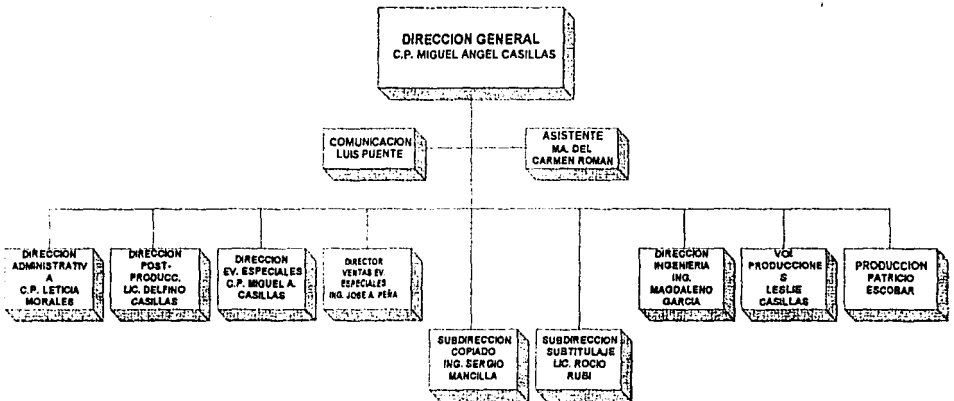 DIRECCION GENERAL
C.P. MIGUEL ANGEL CASILLAS
COMUNICACION
LUIS PUENTE
ASISTENTE
MA. DEL
CARMEN ROMAN
DIRECCION
ADMINISTRATIV
A
C.P. LETICIA
MORALES
DIRECCION
POST-
PRODUCC.
LIC. DELFINO
CASILLAS
DIRECCION
EV. ESPECIALES
C.P. MIGUEL A.
CASILLAS
DIRECTOR
VENTAS EV.
ESPECIALES
ING. JOSE A. PEÑA
DIRECCION
INGENIERIA
ING.
MAGDALENO
GARCIA
VOX
PRODUCCIONE
S
LESLIE
CASILLAS
PRODUCCION
PATRICIO
ESCOBAR
SUBDIRECCION
COPIADO
ING. SERGIO
MANCILLA
SUBDIRECCION
SUBTITULAJE
LIC. ROCIO
RUBI